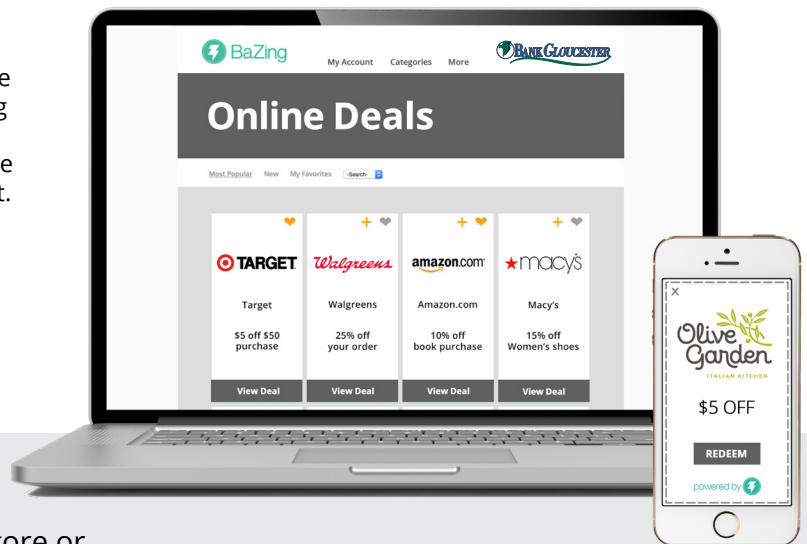 e
g
e
t.
BaZing
My Account Categories More
BANK GLOUCESTER
Online Deals
Most Popular New My Favorites -Search-
TARGET
Target
$5 off $50
purchase
View Deal
Walgreens
Walgreens
25% off
your order
View Deal
amazon.com
Amazon.com
10% off
book purchase
View Deal
macy's
Macy's
15% off
Women's shoes
View Deal
X
Olive
Garden
ITALIAN KITCHEN
$5 OFF
REDEEM
powered by
ore or